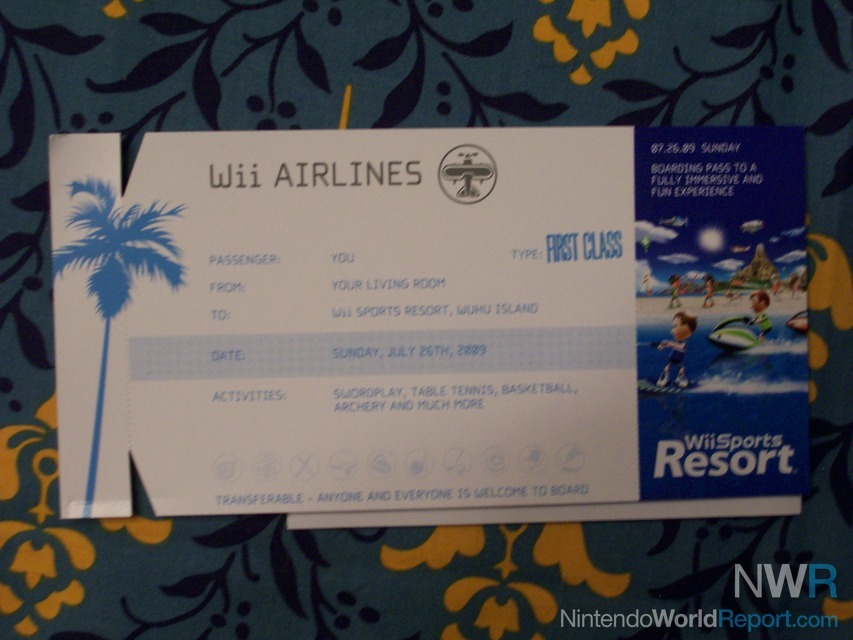 Wii AIRLINES
PASSENGER: YOU
TYPE: FIRST CLASS
FROM: YOUR LIVING ROOM
TO: Wii SPORTS RESORT, WUHU ISLAND
DATE: SUNDAY, JULY 26TH, 2009
ACTIVITIES: SWORDPLAY, TABLE TENNIS, BASKETBALL,
ARCHERY AND MUCH MORE
TRANSFERABLE - ANYONE AND EVERYONE IS WELCOME TO BOARD
07.26.09 SUNDAY
BOARDING PASS TO A
FULLY IMMERSIVE AND
FUN EXPERIENCE
Wii Sports
Resort
NWR
NintendoWorldReport.com